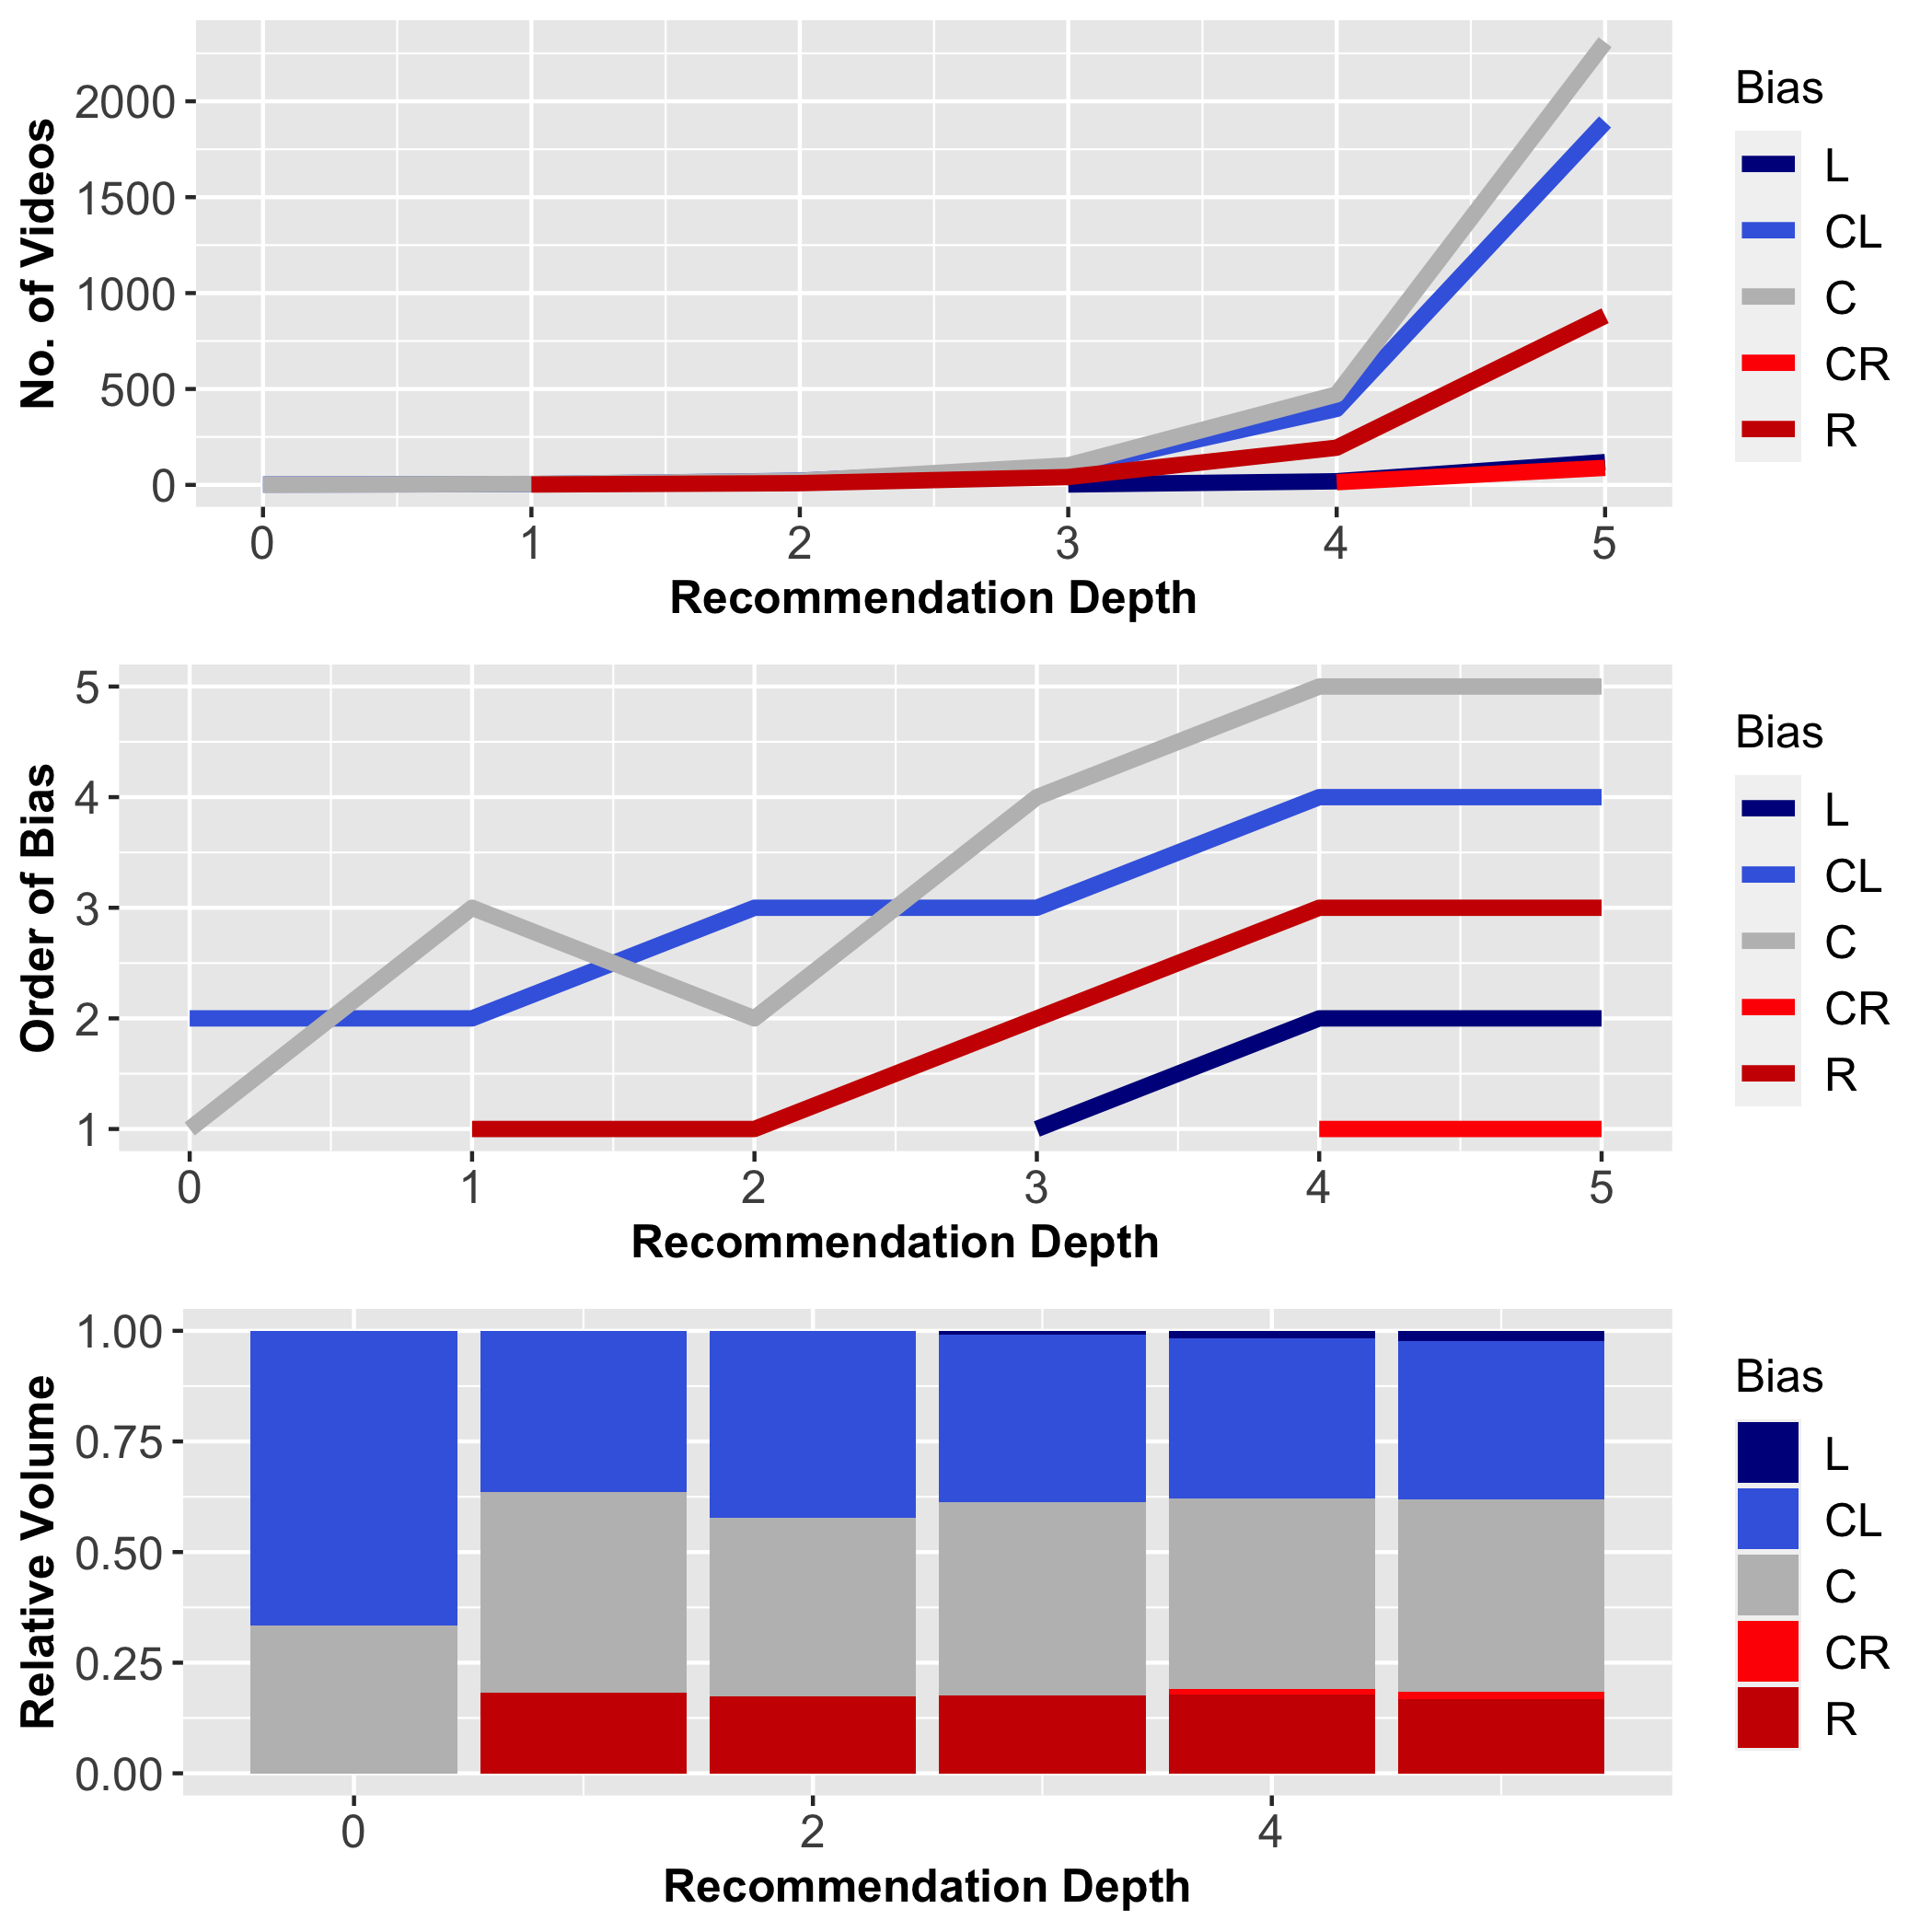 2000
1500
1000
500
0
No. of Videos
0 1 2 3 4 5
Recommendation Depth
Bias
L
CL
C
CR
R
5
4
3
2
1
Order of Bias
0 1 2 3 4 5
Recommendation Depth
Bias
L
CL
C
CR
R
1.00
0.75
0.50
0.25
0.00
Relative Volume
0 2 4
Recommendation Depth
Bias
L
CL
C
CR
R